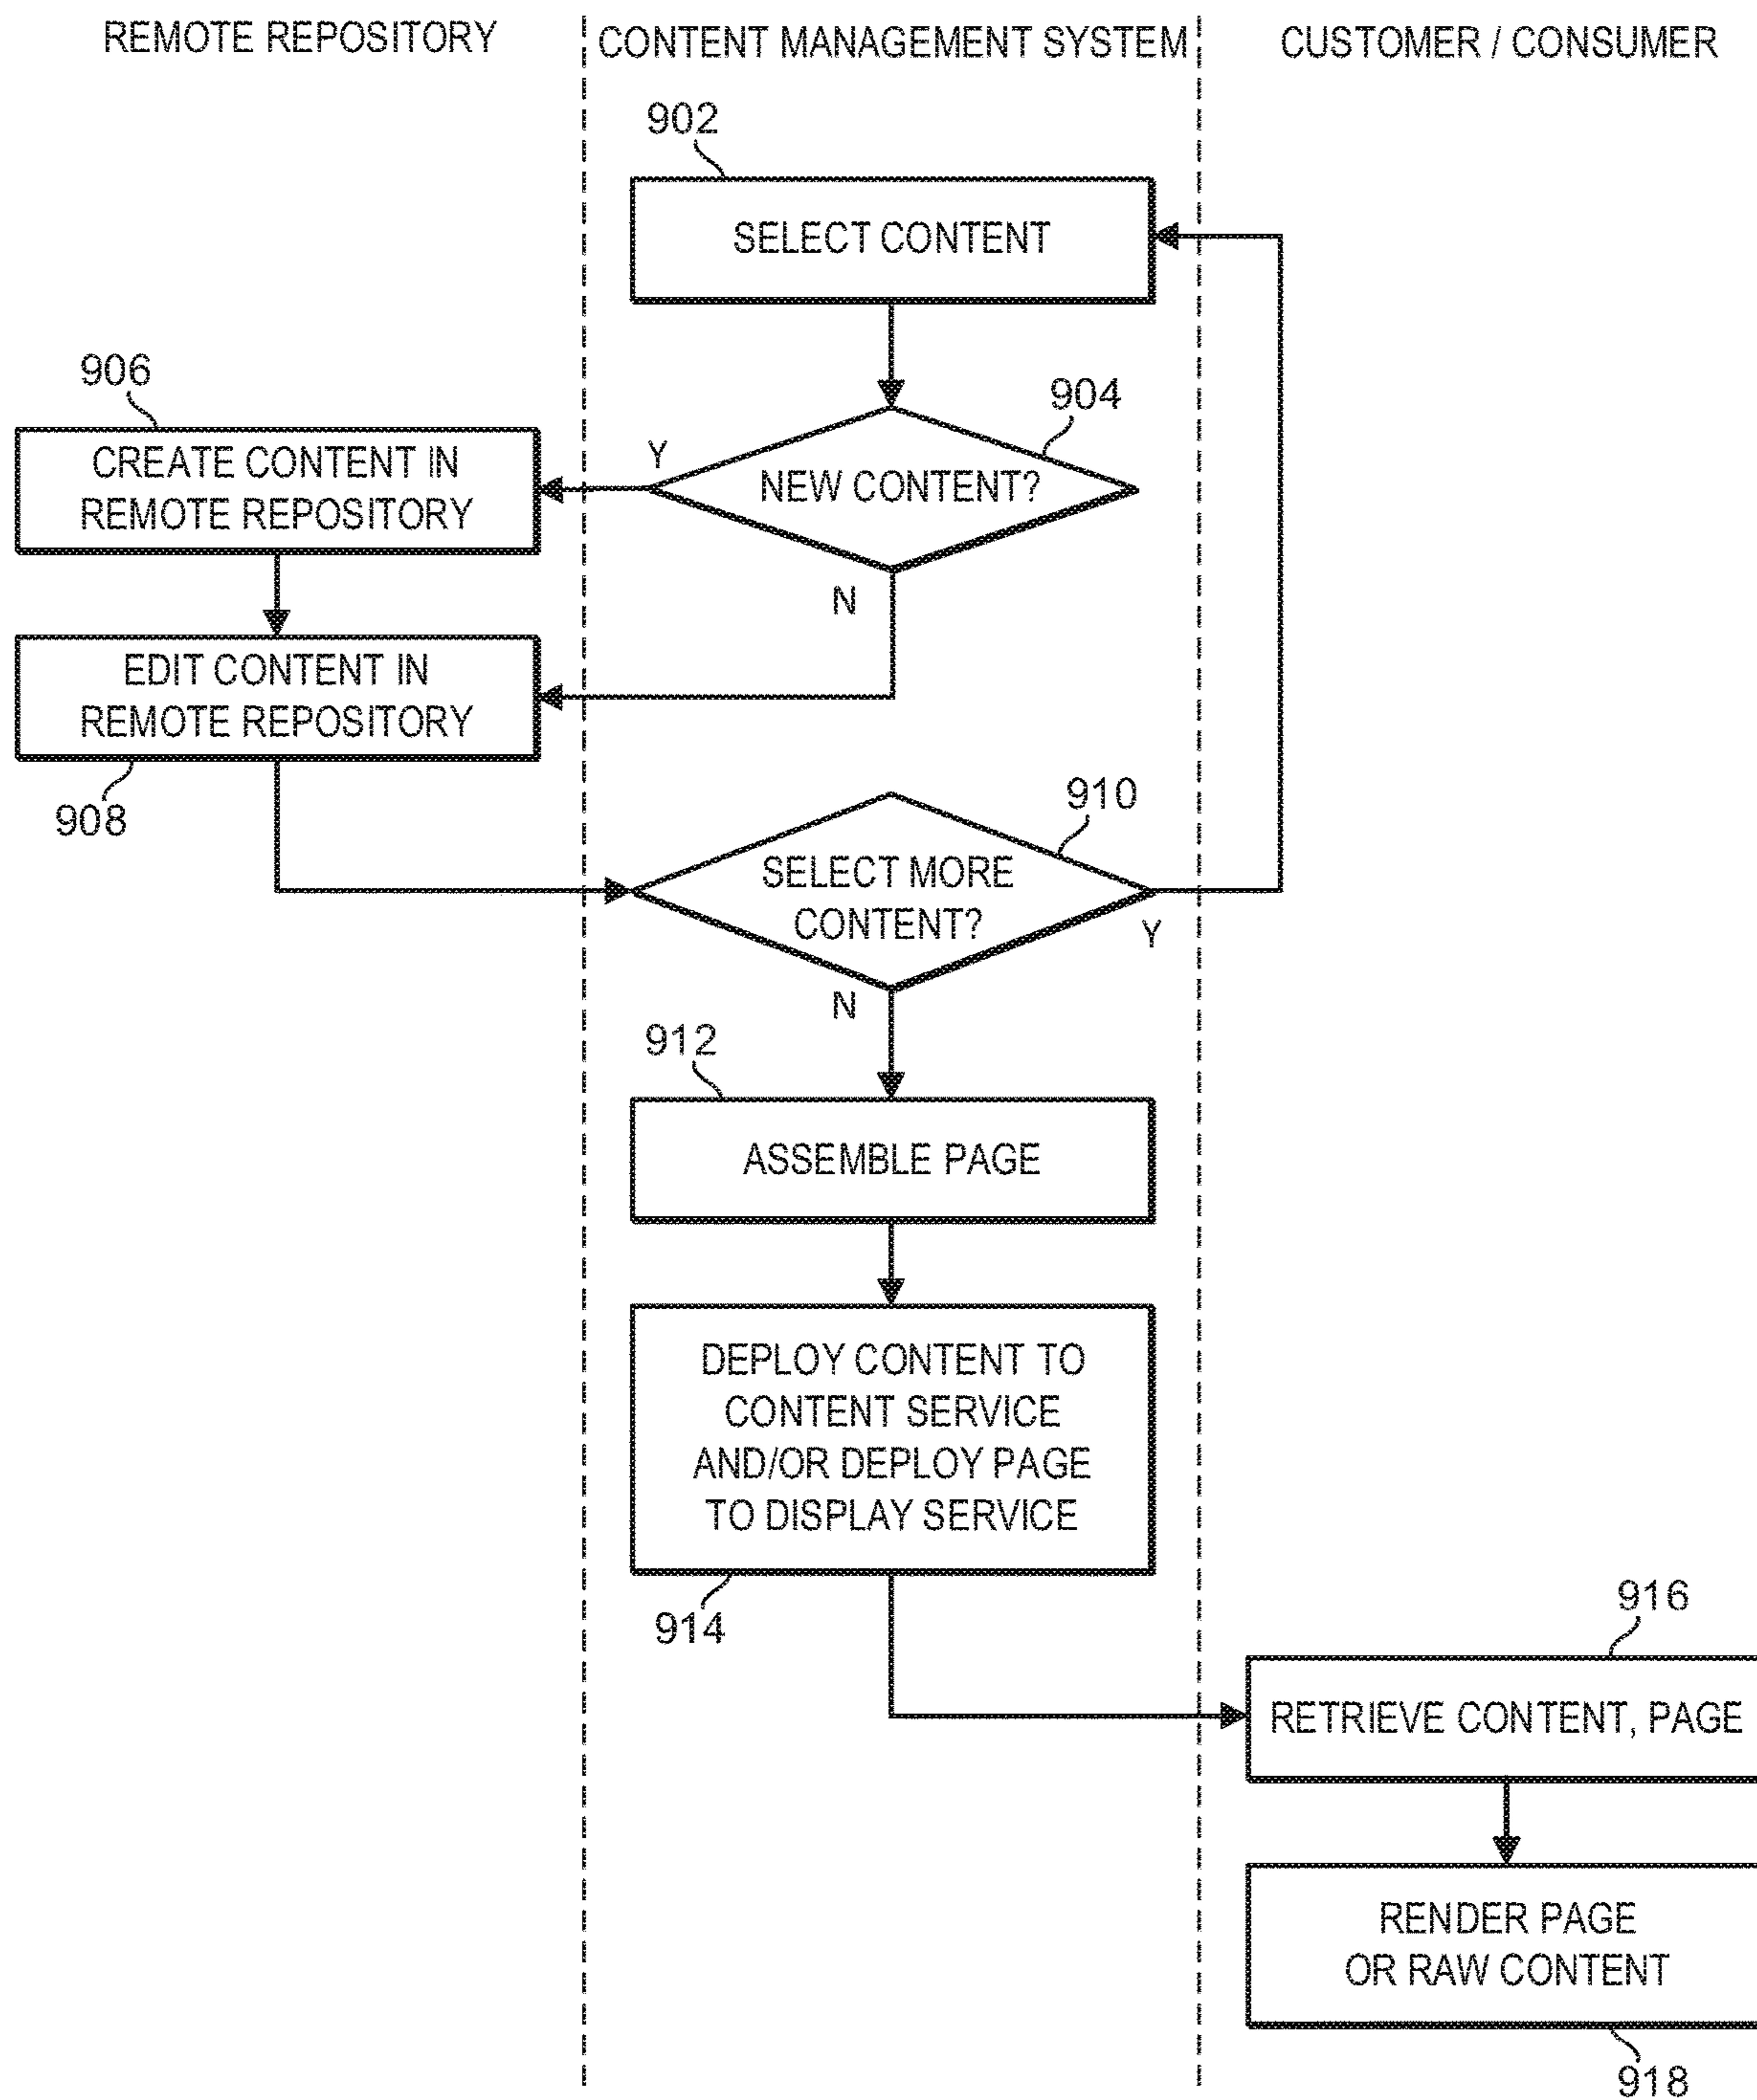 REMOTE REPOSITORY
CONTENT MANAGEMENT SYSTEM
CUSTOMER / CONSUMER
902
SELECT CONTENT
906
904
Y
CREATE CONTENT IN
REMOTE REPOSITORY
NEW CONTENT?
N
EDIT CONTENT IN
REMOTE REPOSITORY
908
910
SELECT MORE
CONTENT?
Y
N
912
ASSEMBLE PAGE
DEPLOY CONTENT TO
CONTENT SERVICE
AND/OR DEPLOY PAGE
TO DISPLAY SERVICE
914
916
RETRIEVE CONTENT, PAGE
RENDER PAGE
OR RAW CONTENT
918